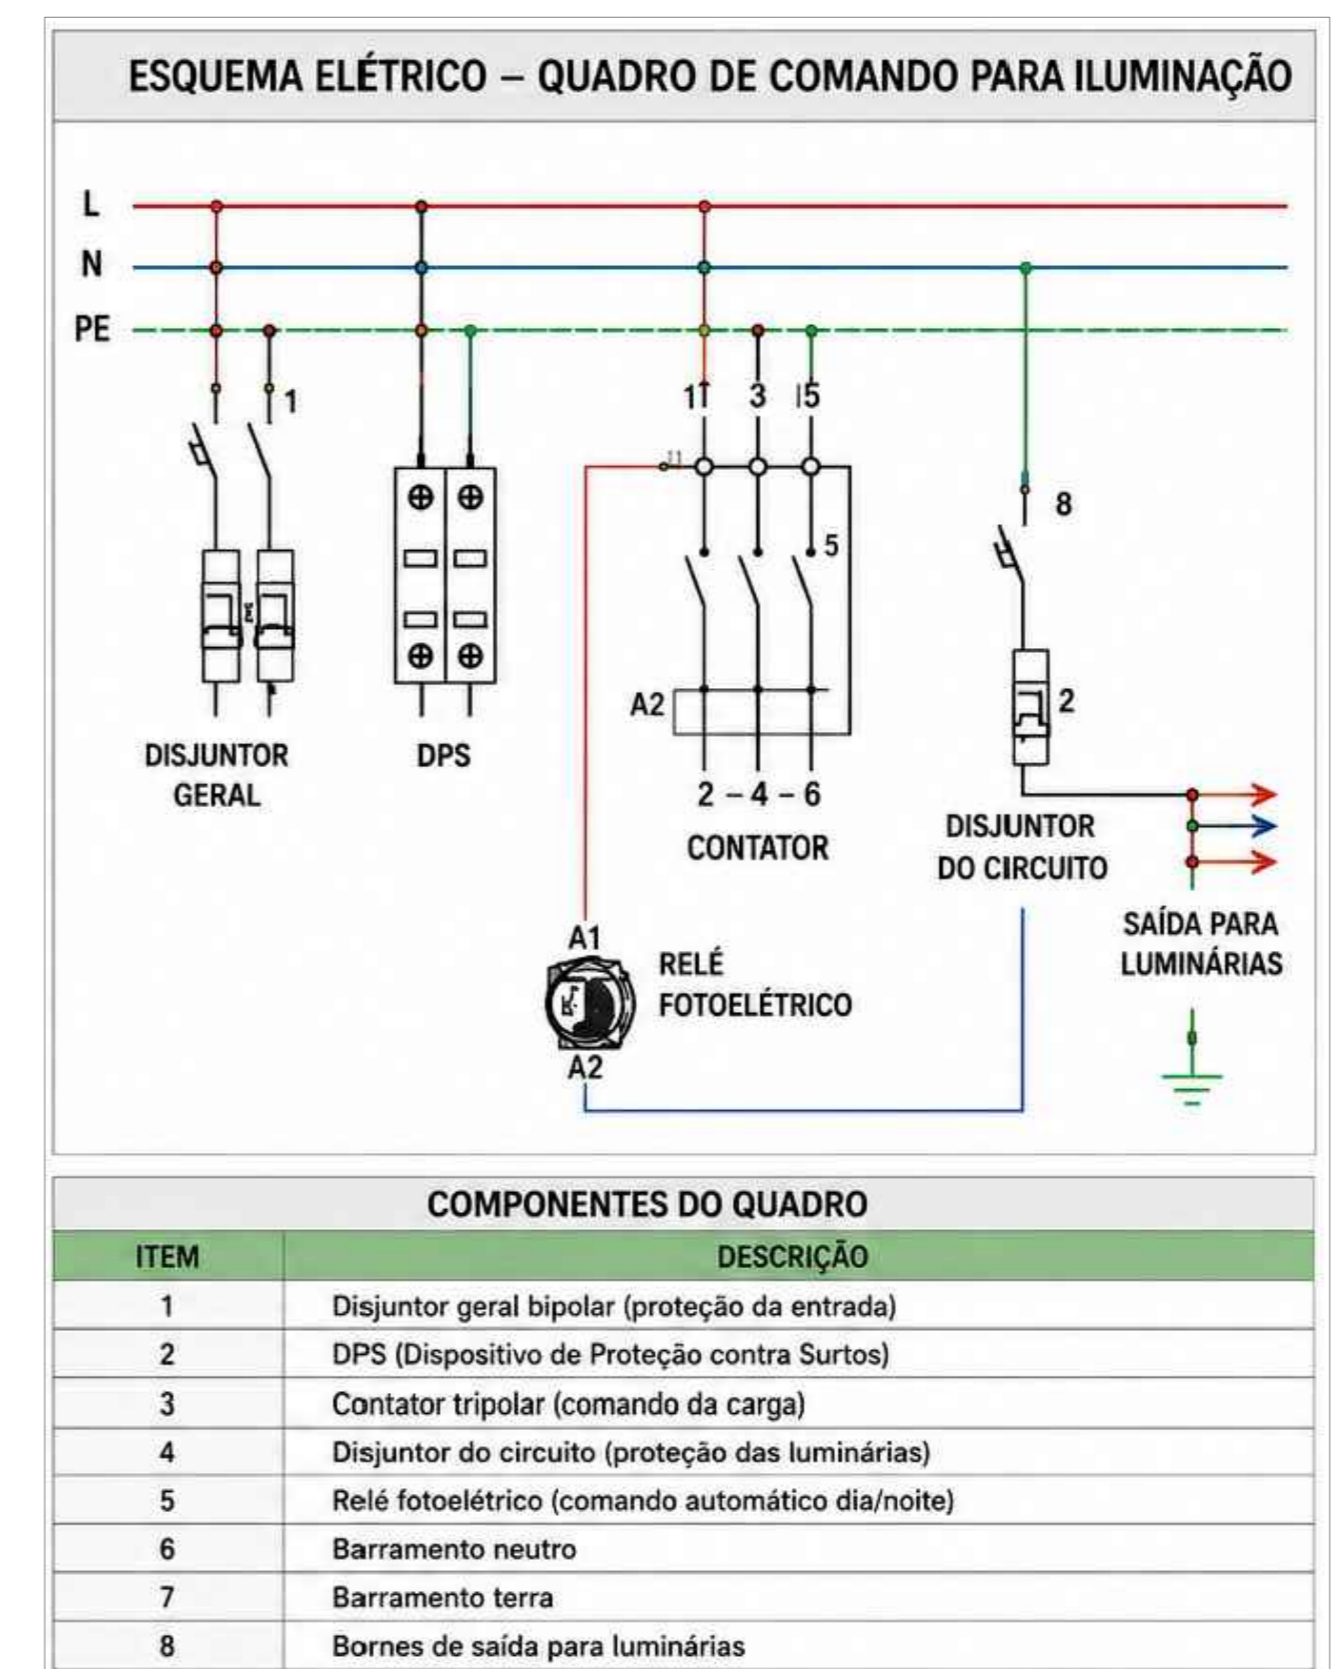 ESQUEMA ELÉTRICO – QUADRO DE COMANDO PARA ILUMINAÇÃO
L
N
PE
1
1↑ 3 |5
11
8
5
A2
2
DISJUNTOR
GERAL
DPS
2 – 4 – 6
CONTATOR
DISJUNTOR
DO CIRCUITO
SAÍDA PARA
LUMINÁRIAS
A1
RELÉ
FOTOELÉTRICO
A2
COMPONENTES DO QUADRO
ITEM DESCRIÇÃO
1 Disjuntor geral bipolar (proteção da entrada)
2 DPS (Dispositivo de Proteção contra Surtos)
3 Contator tripolar (comando da carga)
4 Disjuntor do circuito (proteção das luminárias)
5 Relé fotoelétrico (comando automático dia/noite)
6 Barramento neutro
7 Barramento terra
8 Bornes de saída para luminárias